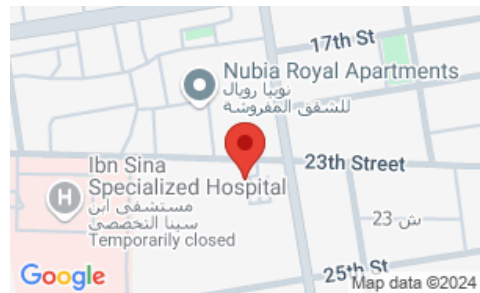 17th St
Nubia Royal Apartments
نوبيا رويال
للشقق المفروشة
23th Street
Ibn Sina
Specialized Hospital
مستشفى ابن
سينا التخصصي
Temporarily closed
H
ش 23
25th St
Google
Map data ©2024